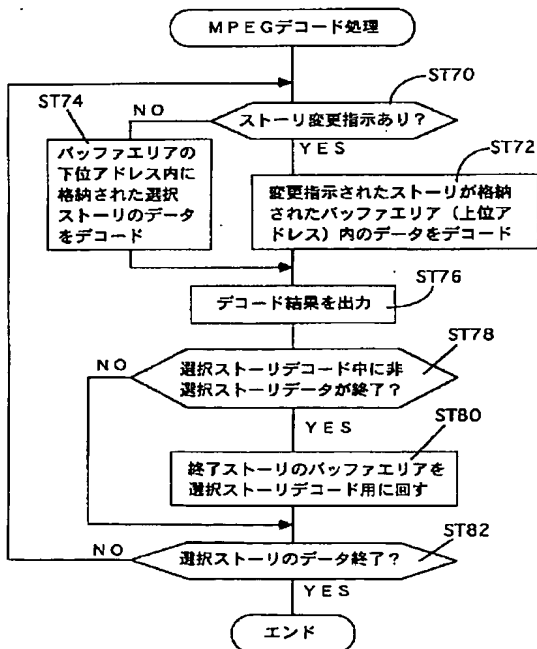 MPEGデコード処理
ST70
ストーリ変更指示あり?
NO
YES
ST74
バッファエリアの
下位アドレス内に
格納された選択
ストーリのデータ
をデコード
ST72
変更指示されたストーリが格納
されたバッファエリア(上位ア
ドレス)内のデータをデコード
ST76
デコード結果を出力
ST78
選択ストーリデコード中に非
選択ストーリデータが終了?
NO
YES
ST80
終了ストーリのバッファエリアを
選択ストーリデコード用に回す
ST82
選択ストーリのデータ終了?
NO
YES
エンド